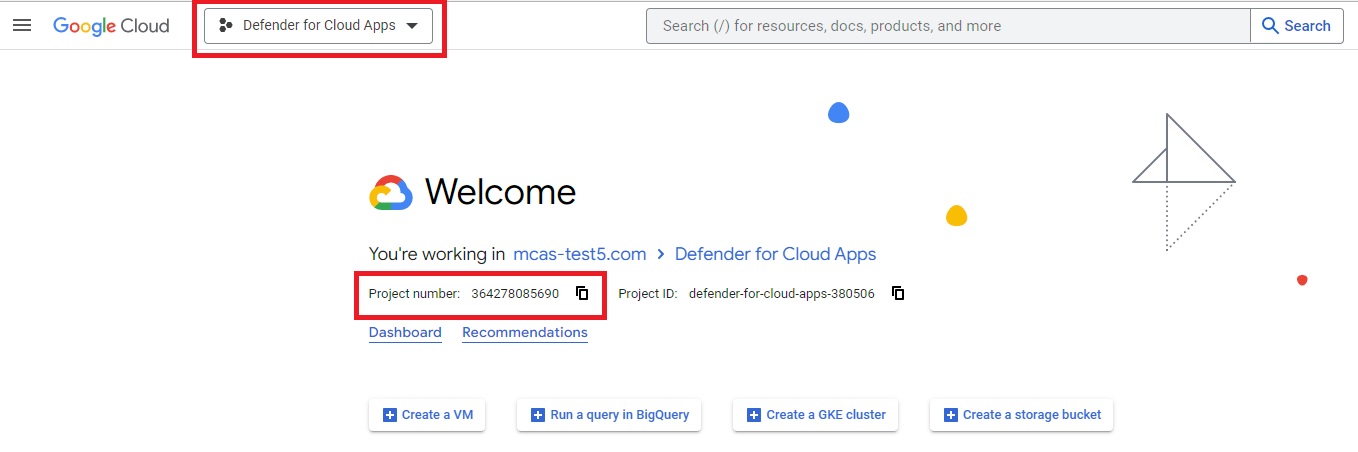 Google Cloud Defender for Cloud Apps Search (/) for resources, docs, products, and more Search
Welcome
You're working in mcas-test5.com > Defender for Cloud Apps
Project number: 364278085690 Project ID: defender-for-cloud-apps-380506
Dashboard Recommendations
Create a VM Run a query in BigQuery Create a GKE cluster Create a storage bucket